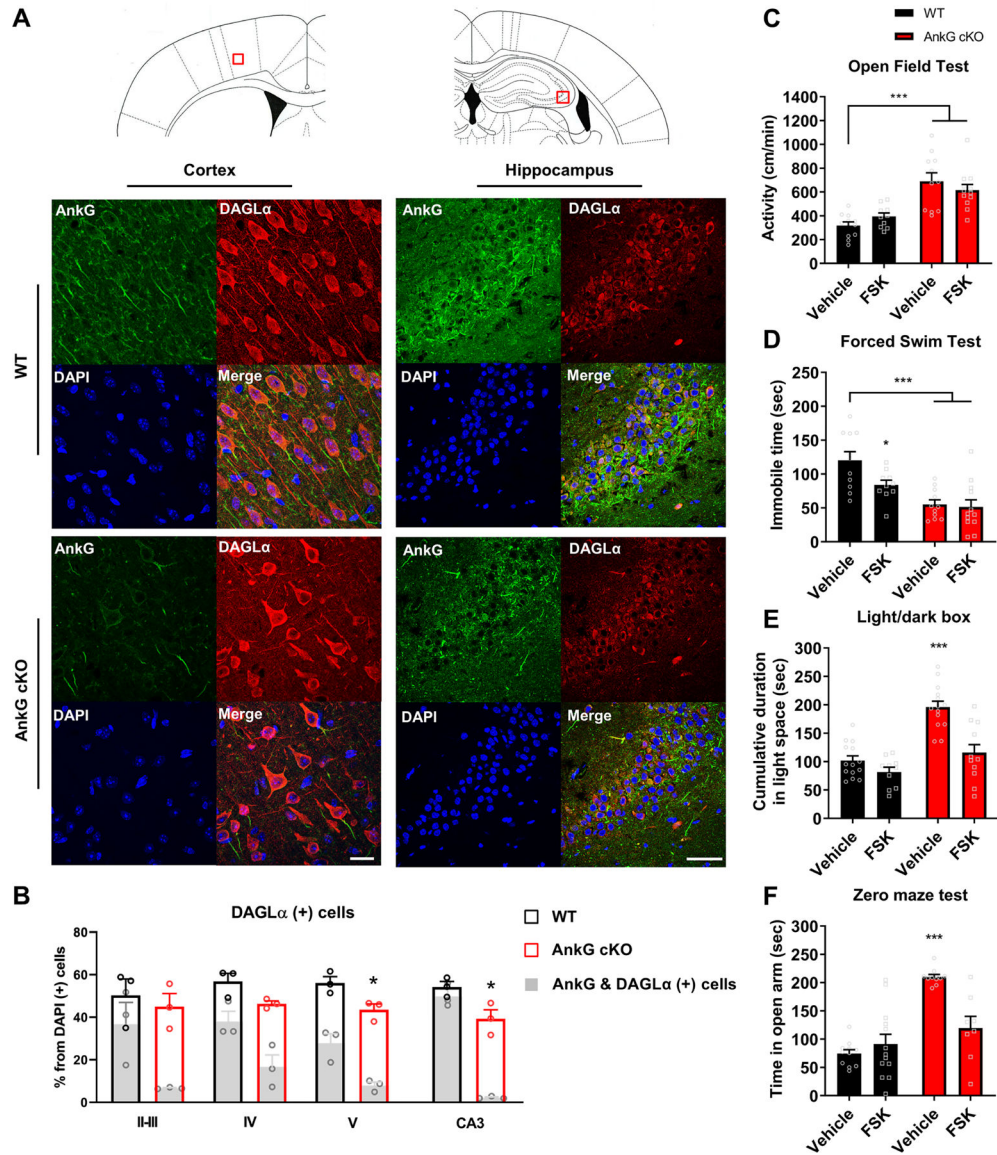 A
Cortex
Hippocampus
WT
AnkG
DAGLα
AnkG
DAGLα
DAPI
Merge
DAPI
Merge
AnkG cKO
AnkG
DAGLα
AnkG
DAGLα
DAPI
Merge
DAPI
Merge
B
DAGLα (+) cells
WT
AnkG cKO
AnkG & DAGLα (+) cells
% from DAPI (+) cells
80
60
40
20
0
*
*
II-III
IV
V
CA3
C
WT
AnkG cKO
Open Field Test
Activity (cm/min)
1400
1200
1000
800
600
400
200
0
***
Vehicle
FSK
Vehicle
FSK
D
Forced Swim Test
Immobile time (sec)
250
200
150
100
50
0
***
*
Vehicle
FSK
Vehicle
FSK
E
Light/dark box
Cumulative duration
in light space (sec)
300
250
200
150
100
50
0
***
Vehicle
FSK
Vehicle
FSK
F
Zero maze test
Time in open arm (sec)
300
250
200
150
100
50
0
***
Vehicle
FSK
Vehicle
FSK